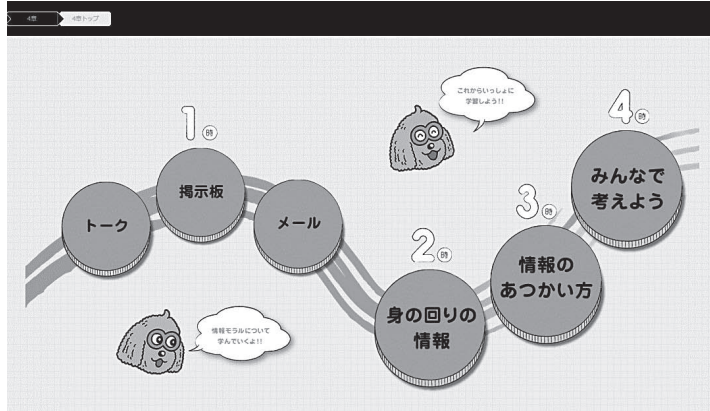 4章
4章トップ
1時
トーク
掲示板
メール
2時
身の回りの
情報
3時
情報の
あつかい方
4時
みんなで
考えよう
これからいっしょに
学習しよう!!
情報モラルについて
学んでいくよ!!